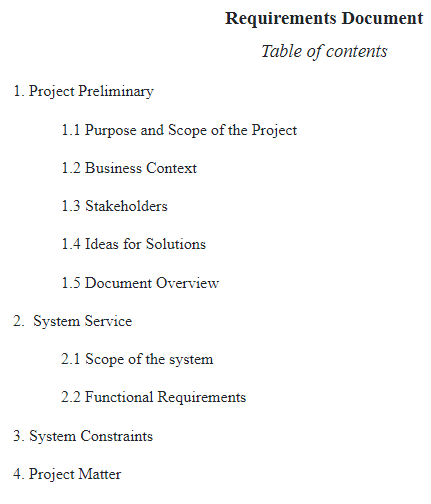 Requirements Document
Table of contents
1. Project Preliminary
1.1 Purpose and Scope of the Project
1.2 Business Context
1.3 Stakeholders
1.4 Ideas for Solutions
1.5 Document Overview
2.  System Service
2.1 Scope of the system
2.2 Functional Requirements
3. System Constraints
4. Project Matter